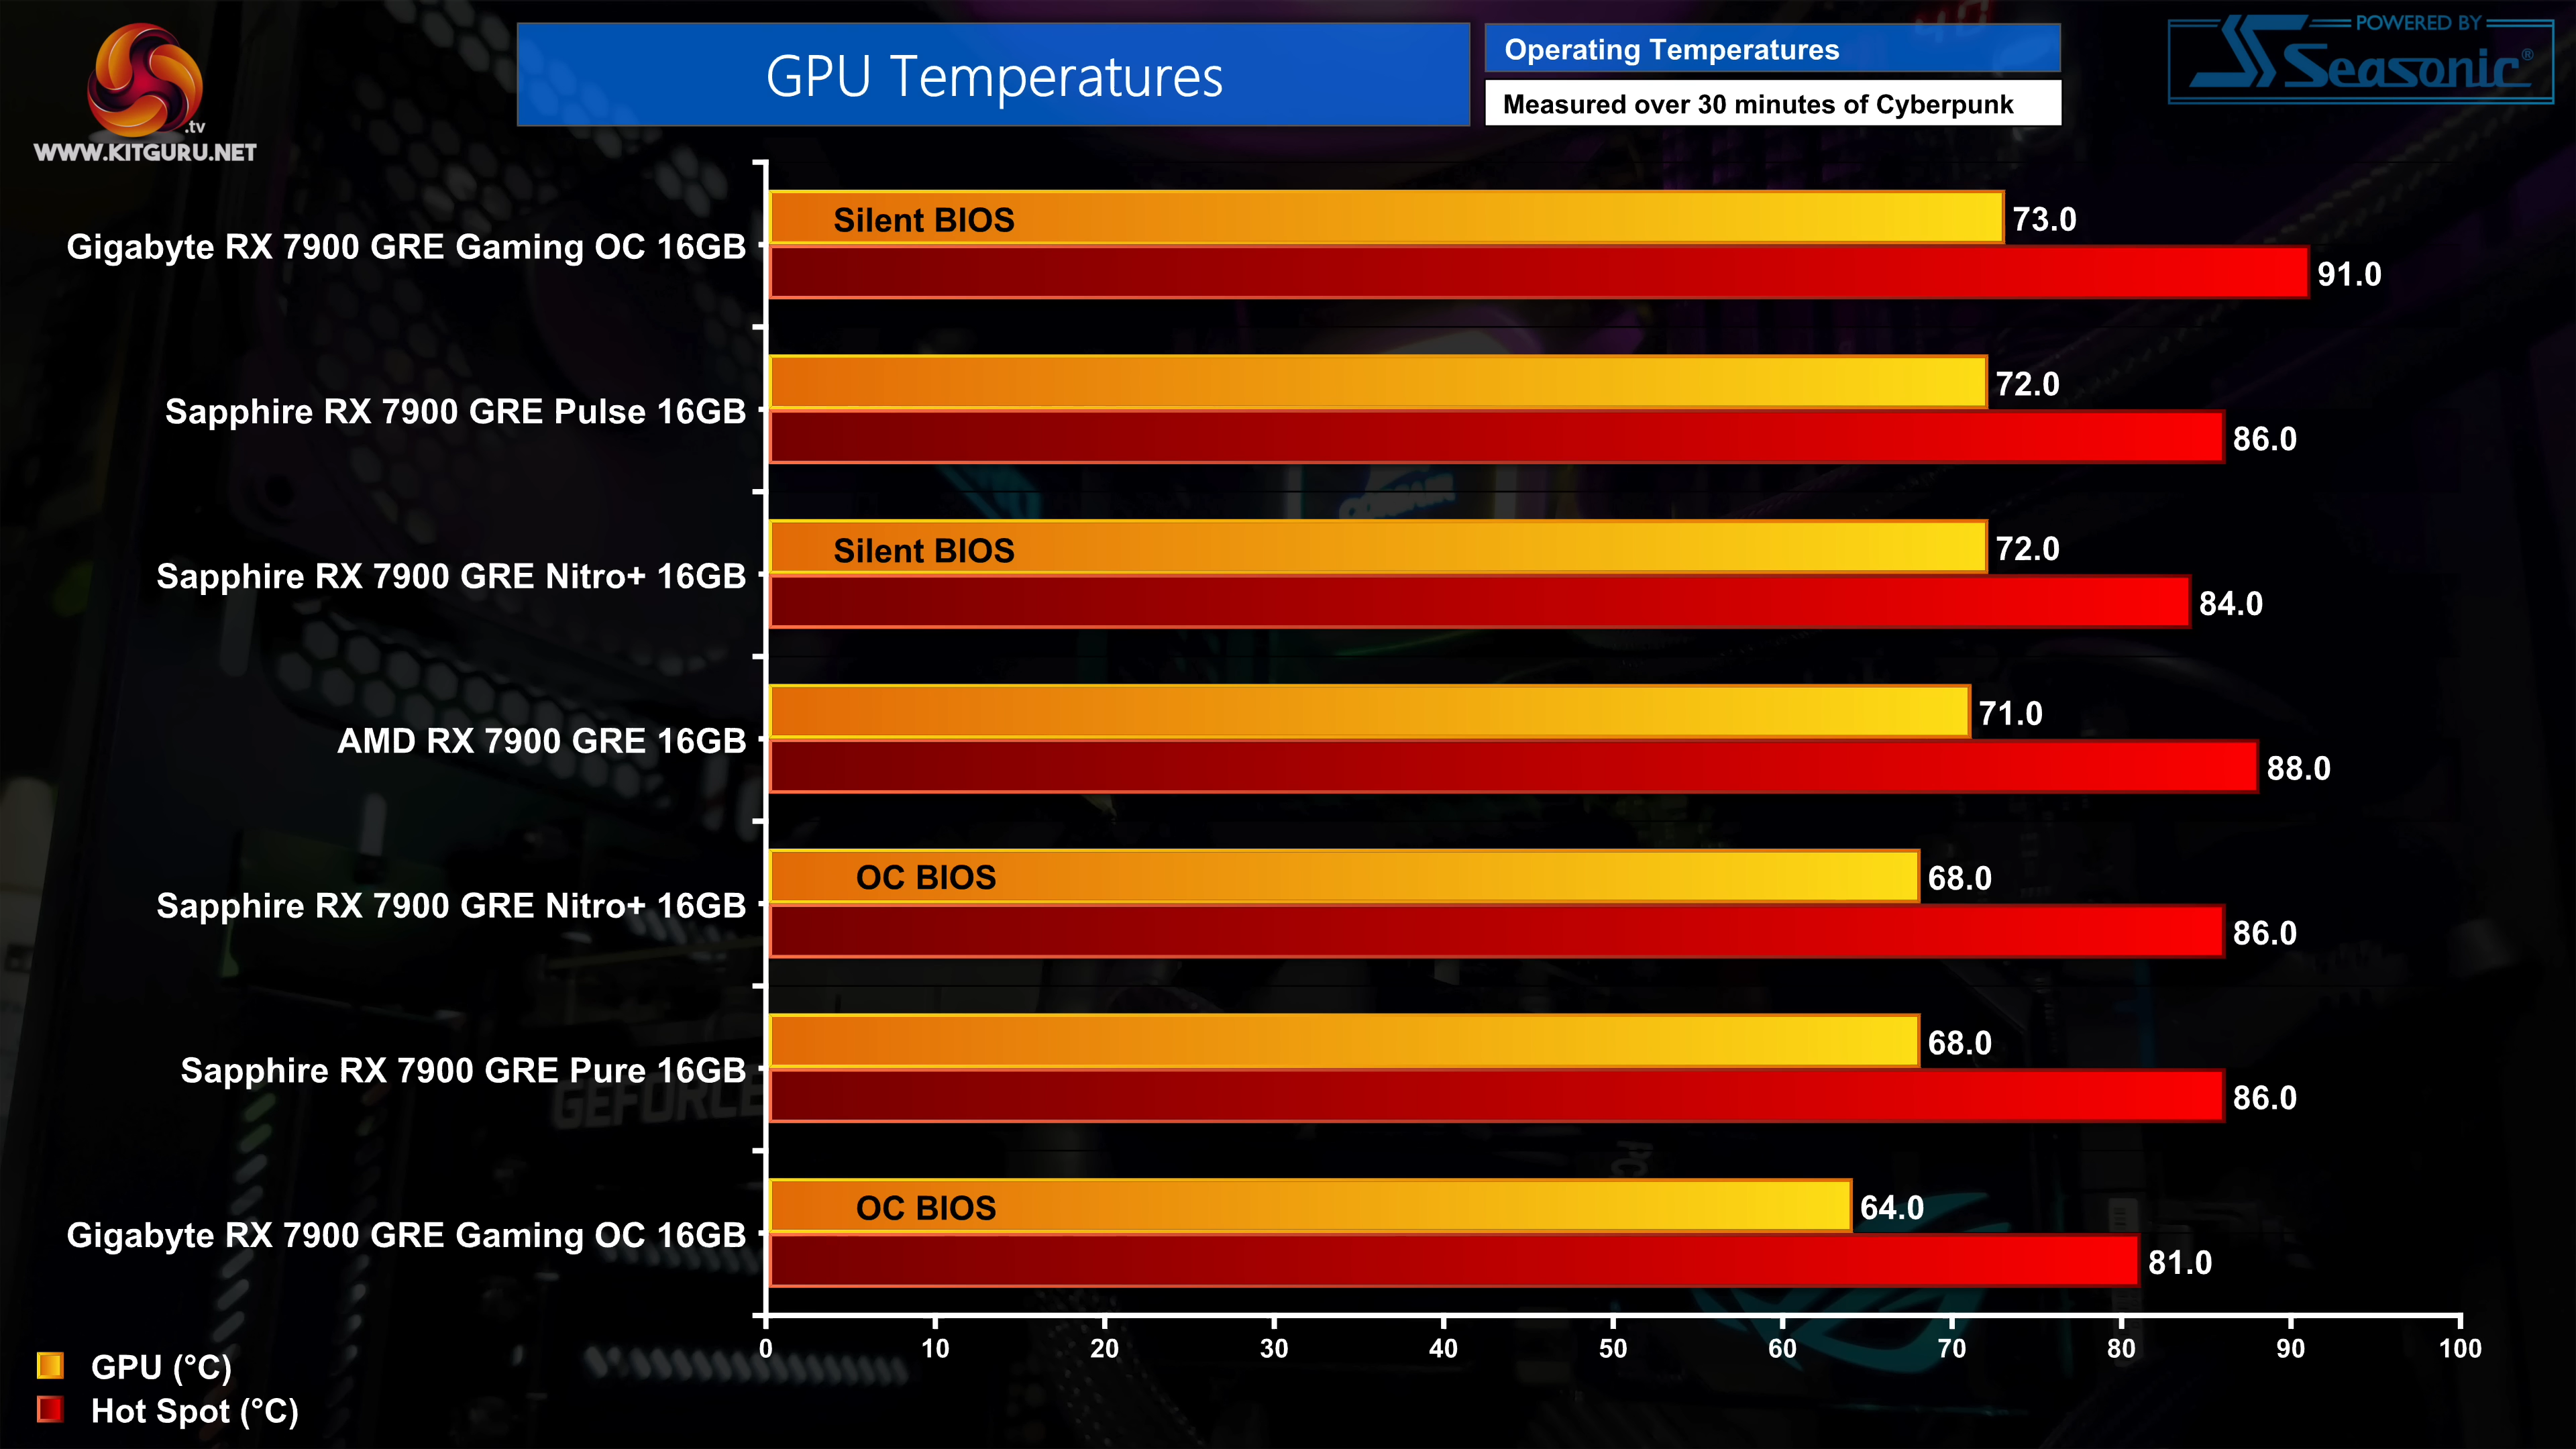 .tv
WWW.KITGURU.NET
GPU Temperatures
Operating Temperatures
Measured over 30 minutes of Cyberpunk
POWERED BY
Seasonic®
Gigabyte RX 7900 GRE Gaming OC 16GB
Silent BIOS
73.0
91.0
Sapphire RX 7900 GRE Pulse 16GB
72.0
86.0
Sapphire RX 7900 GRE Nitro+ 16GB
Silent BIOS
72.0
84.0
AMD RX 7900 GRE 16GB
71.0
88.0
Sapphire RX 7900 GRE Nitro+ 16GB
OC BIOS
68.0
86.0
Sapphire RX 7900 GRE Pure 16GB
68.0
86.0
GEFORCE
Gigabyte RX 7900 GRE Gaming OC 16GB
OC BIOS
64.0
81.0
0 10 20 30 40 50 60 70 80 90 100
GPU (°C)
Hot Spot (°C)